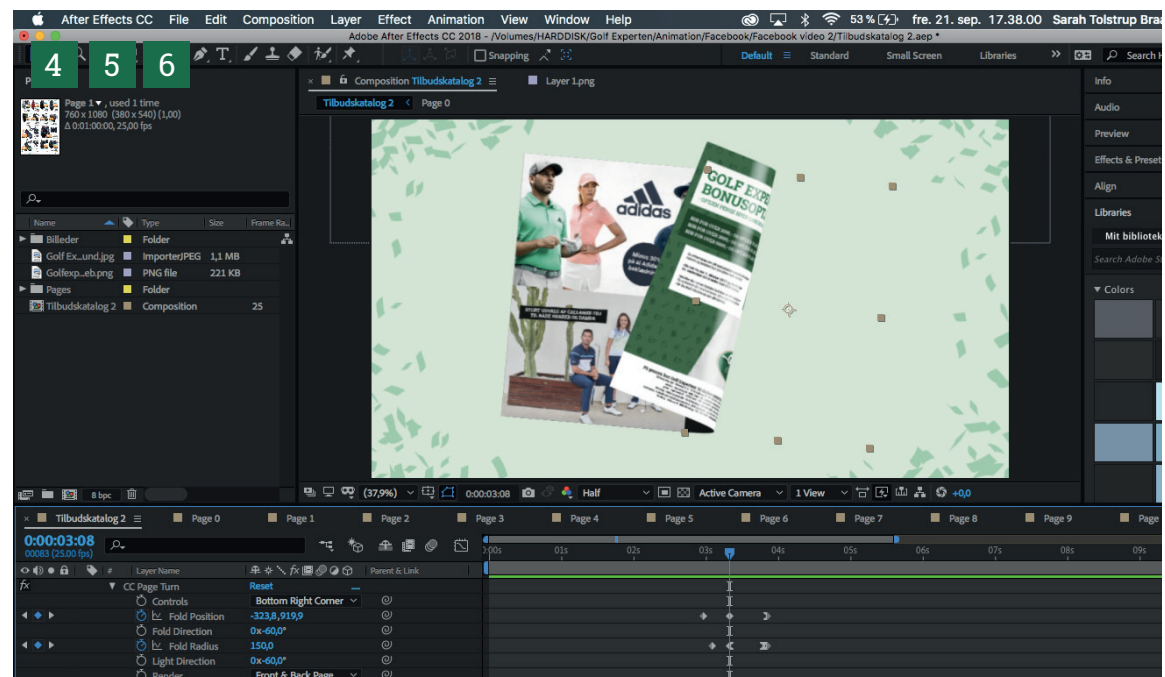 After Effects CC File Edit Composition Layer Effect Animation View Window Help 53 % fre. 21. sep. 17.38.00 Sarah Tolstrup Braa
Adobe After Effects CC 2018 - /Volumes/HARDDISK/Golf Experten/Animation/Facebook/Facebook video 2/Tilbudskatalog 2.aep *
4 5 6
Snapping Default Standard Small Screen Libraries Search H
Composition Tilbudskatalog 2 Layer 1.png
Tilbudskatalog 2 Page 0
Page 1, used 1 time
760 x 1080 (380 x 540) (1,00)
Δ 0:01:00:00, 25,00 fps
Name Type Size Frame Ra..
Billeder Folder
Golf Ex...und.jpg ImporterJPEG 1,1 MB
Golfexp...eb.png PNG file 221 KB
Pages Folder
Tilbudskatalog 2 Composition 25
8 bpc
adidas
GOLF EXPE
BONUSOPT
Info
Audio
Preview
Effects & Preset
Align
Libraries
Mit bibliotek
Search Adobe St
Colors
(37,9%) 0:00:03:08 Half Active Camera 1 View +0,0
Tilbudskatalog 2 Page 0 Page 1 Page 2 Page 3 Page 4 Page 5 Page 6 Page 7 Page 8 Page 9 Page
0:00:03:08
00083 (25.00 fps)
01s 02s 03s 04s 05s 06s 07s 08s 09s
# Layer Name Parent & Link
fx CC Page Turn Reset
Controls Bottom Right Corner
Fold Position -323,8,919,9
Fold Direction 0x-60,0°
Fold Radius 150,0
Light Direction 0x-60,0°
Render Front & Back Page